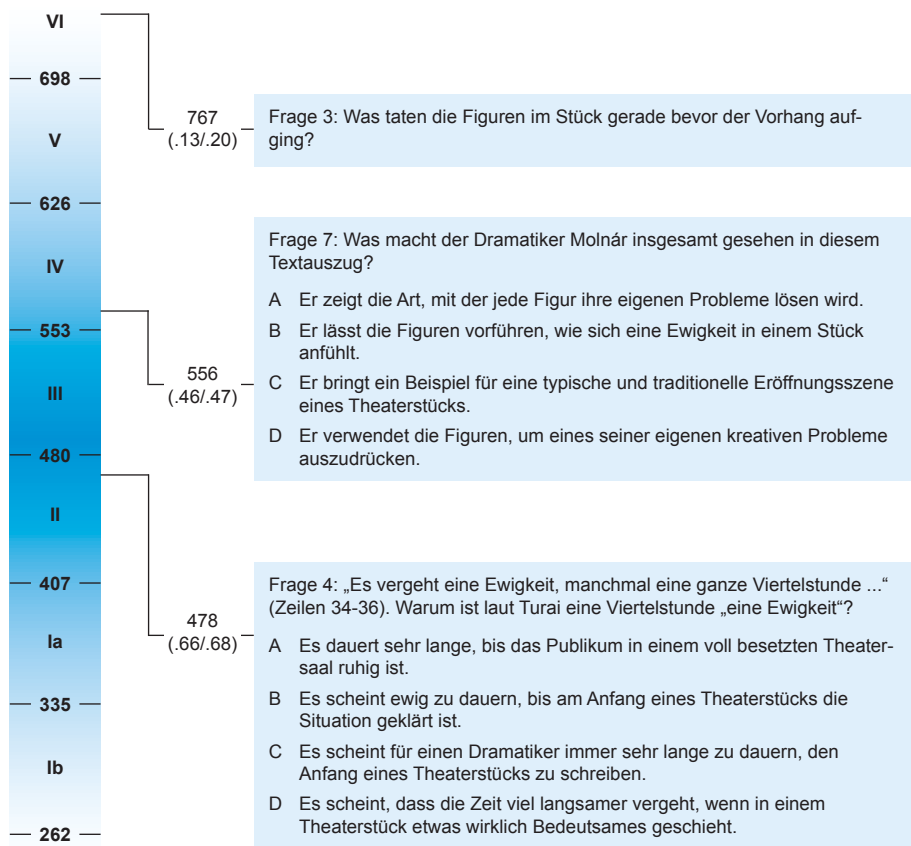 VI
698
767
(.13/.20)
Frage 3: Was taten die Figuren im Stück gerade bevor der Vorhang auf-
ging?
V
626
Frage 7: Was macht der Dramatiker Molnár insgesamt gesehen in diesem
Textauszug?
IV
A Er zeigt die Art, mit der jede Figur ihre eigenen Probleme lösen wird.
553
B Er lässt die Figuren vorführen, wie sich eine Ewigkeit in einem Stück
anfühlt.
556
(.46/.47)
III
C Er bringt ein Beispiel für eine typische und traditionelle Eröffnungsszene
eines Theaterstücks.
D Er verwendet die Figuren, um eines seiner eigenen kreativen Probleme
auszudrücken.
480
II
407
Frage 4: „Es vergeht eine Ewigkeit, manchmal eine ganze Viertelstunde ...“
(Zeilen 34-36). Warum ist laut Turai eine Viertelstunde „eine Ewigkeit“?
478
(.66/.68)
Ia
A Es dauert sehr lange, bis das Publikum in einem voll besetzten Theater-
saal ruhig ist.
335
B Es scheint ewig zu dauern, bis am Anfang eines Theaterstücks die
Situation geklärt ist.
Ib
C Es scheint für einen Dramatiker immer sehr lange zu dauern, den
Anfang eines Theaterstücks zu schreiben.
D Es scheint, dass die Zeit viel langsamer vergeht, wenn in einem
Theaterstück etwas wirklich Bedeutsames geschieht.
262